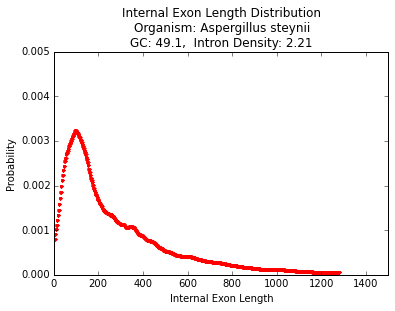 Internal Exon Length Distribution
Organism: Aspergillus steynii
GC: 49.1,  Intron Density: 2.21
0.005
0.004
0.003
0.002
0.001
0.000
Probability
0 200 400 600 800 1000 1200 1400
Internal Exon Length